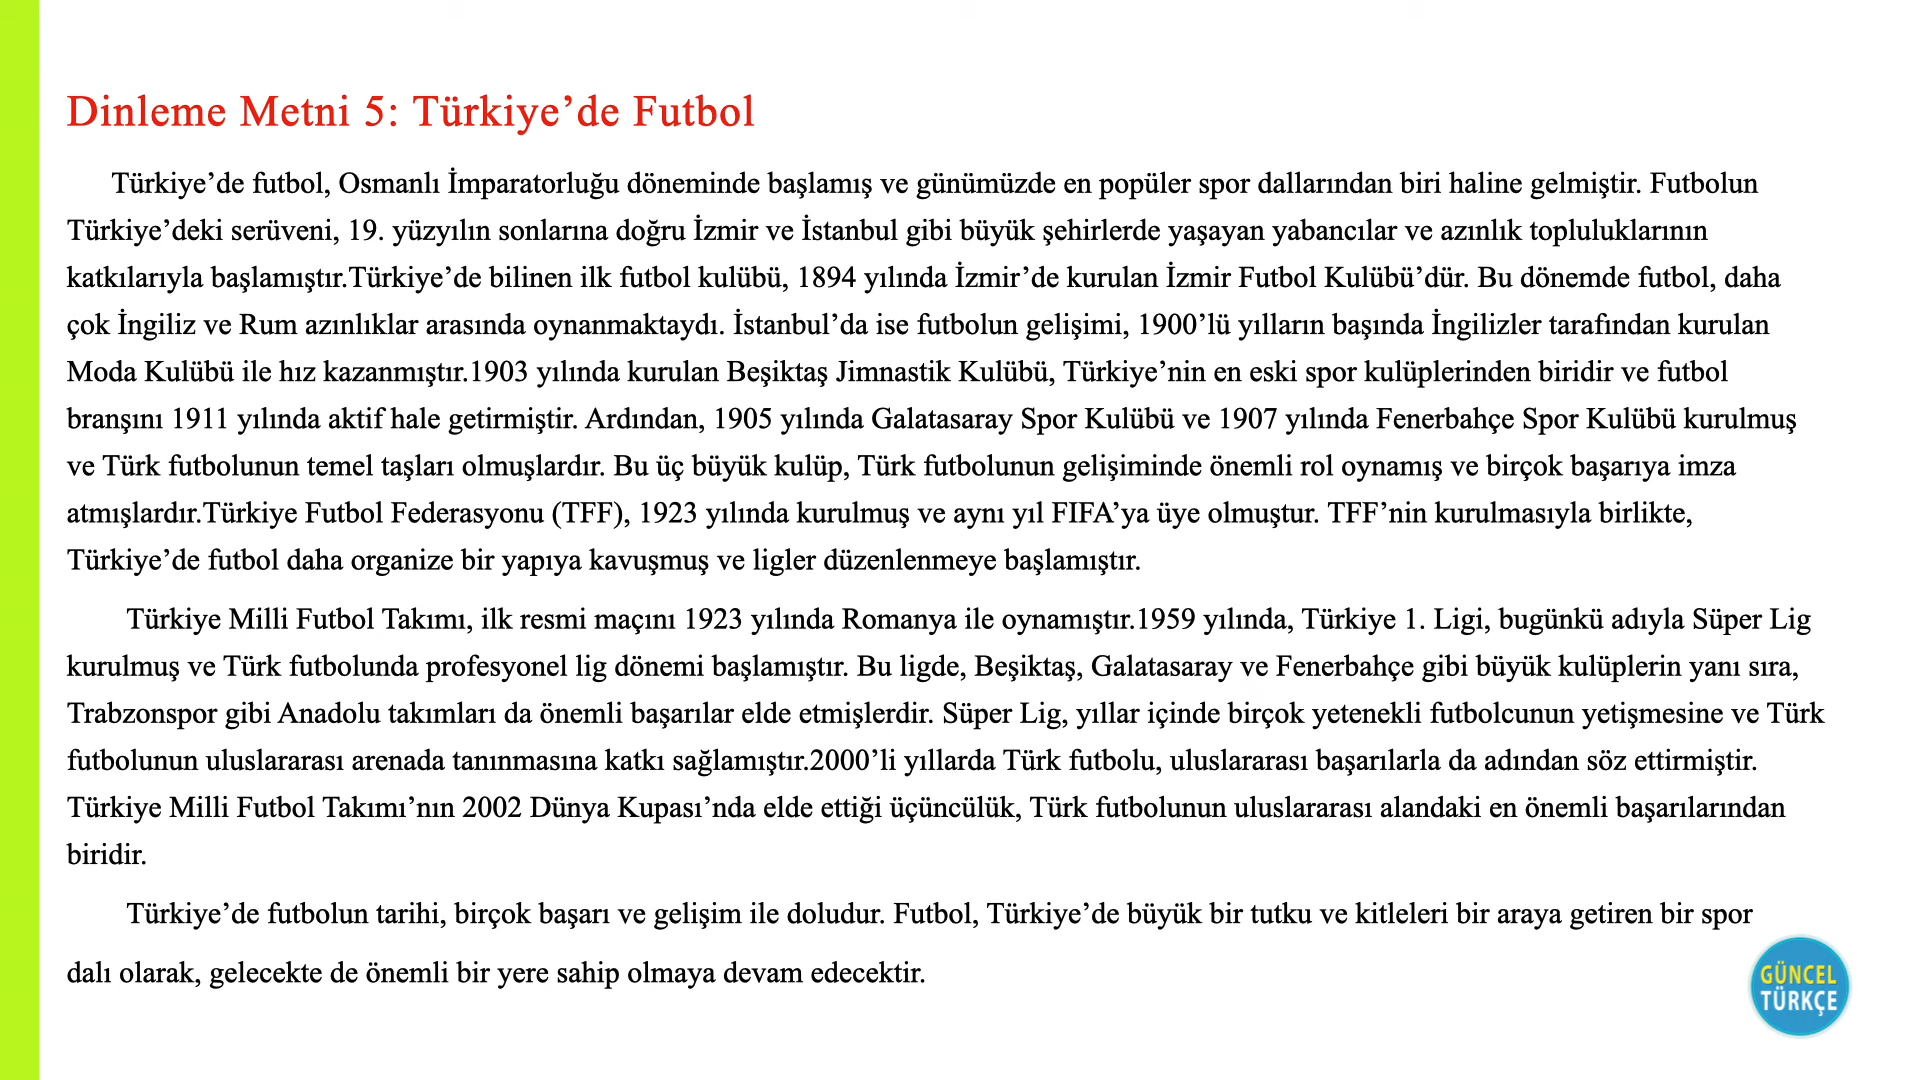 Dinleme Metni 5: Türkiye’de Futbol
Türkiye’de futbol, Osmanlı İmparatorluğu döneminde başlamış ve günümüzde en popüler spor dallarından biri haline gelmiştir. Futbolun
Türkiye’deki serüveni, 19. yüzyılın sonlarına doğru İzmir ve İstanbul gibi büyük şehirlerde yaşayan yabancılar ve azınlık topluluklarının
katkılarıyla başlamıştır.Türkiye’de bilinen ilk futbol kulübü, 1894 yılında İzmir’de kurulan İzmir Futbol Kulübü’dür. Bu dönemde futbol, daha
çok İngiliz ve Rum azınlıklar arasında oynanmaktaydı. İstanbul’da ise futbolun gelişimi, 1900’lü yılların başında İngilizler tarafından kurulan
Moda Kulübü ile hız kazanmıştır.1903 yılında kurulan Beşiktaş Jimnastik Kulübü, Türkiye’nin en eski spor kulüplerinden biridir ve futbol
branşını 1911 yılında aktif hale getirmiştir. Ardından, 1905 yılında Galatasaray Spor Kulübü ve 1907 yılında Fenerbahçe Spor Kulübü kurulmuş
ve Türk futbolunun temel taşları olmuşlardır. Bu üç büyük kulüp, Türk futbolunun gelişiminde önemli rol oynamış ve birçok başarıya imza
atmışlardır.Türkiye Futbol Federasyonu (TFF), 1923 yılında kurulmuş ve aynı yıl FIFA’ya üye olmuştur. TFF’nin kurulmasıyla birlikte,
Türkiye’de futbol daha organize bir yapıya kavuşmuş ve ligler düzenlenmeye başlamıştır.
Türkiye Milli Futbol Takımı, ilk resmi maçını 1923 yılında Romanya ile oynamıştır.1959 yılında, Türkiye 1. Ligi, bugünkü adıyla Süper Lig
kurulmuş ve Türk futbolunda profesyonel lig dönemi başlamıştır. Bu ligde, Beşiktaş, Galatasaray ve Fenerbahçe gibi büyük kulüplerin yanı sıra,
Trabzonspor gibi Anadolu takımları da önemli başarılar elde etmişlerdir. Süper Lig, yıllar içinde birçok yetenekli futbolcunun yetişmesine ve Türk
futbolunun uluslararası arenada tanınmasına katkı sağlamıştır.2000’li yıllarda Türk futbolu, uluslararası başarılarla da adından söz ettirmiştir.
Türkiye Milli Futbol Takımı’nın 2002 Dünya Kupası’nda elde ettiği üçüncülük, Türk futbolunun uluslararası alandaki en önemli başarılarından
biridir.
Türkiye’de futbolun tarihi, birçok başarı ve gelişim ile doludur. Futbol, Türkiye’de büyük bir tutku ve kitleleri bir araya getiren bir spor
dalı olarak, gelecekte de önemli bir yere sahip olmaya devam edecektir.
GÜNCEL
TÜRKÇE